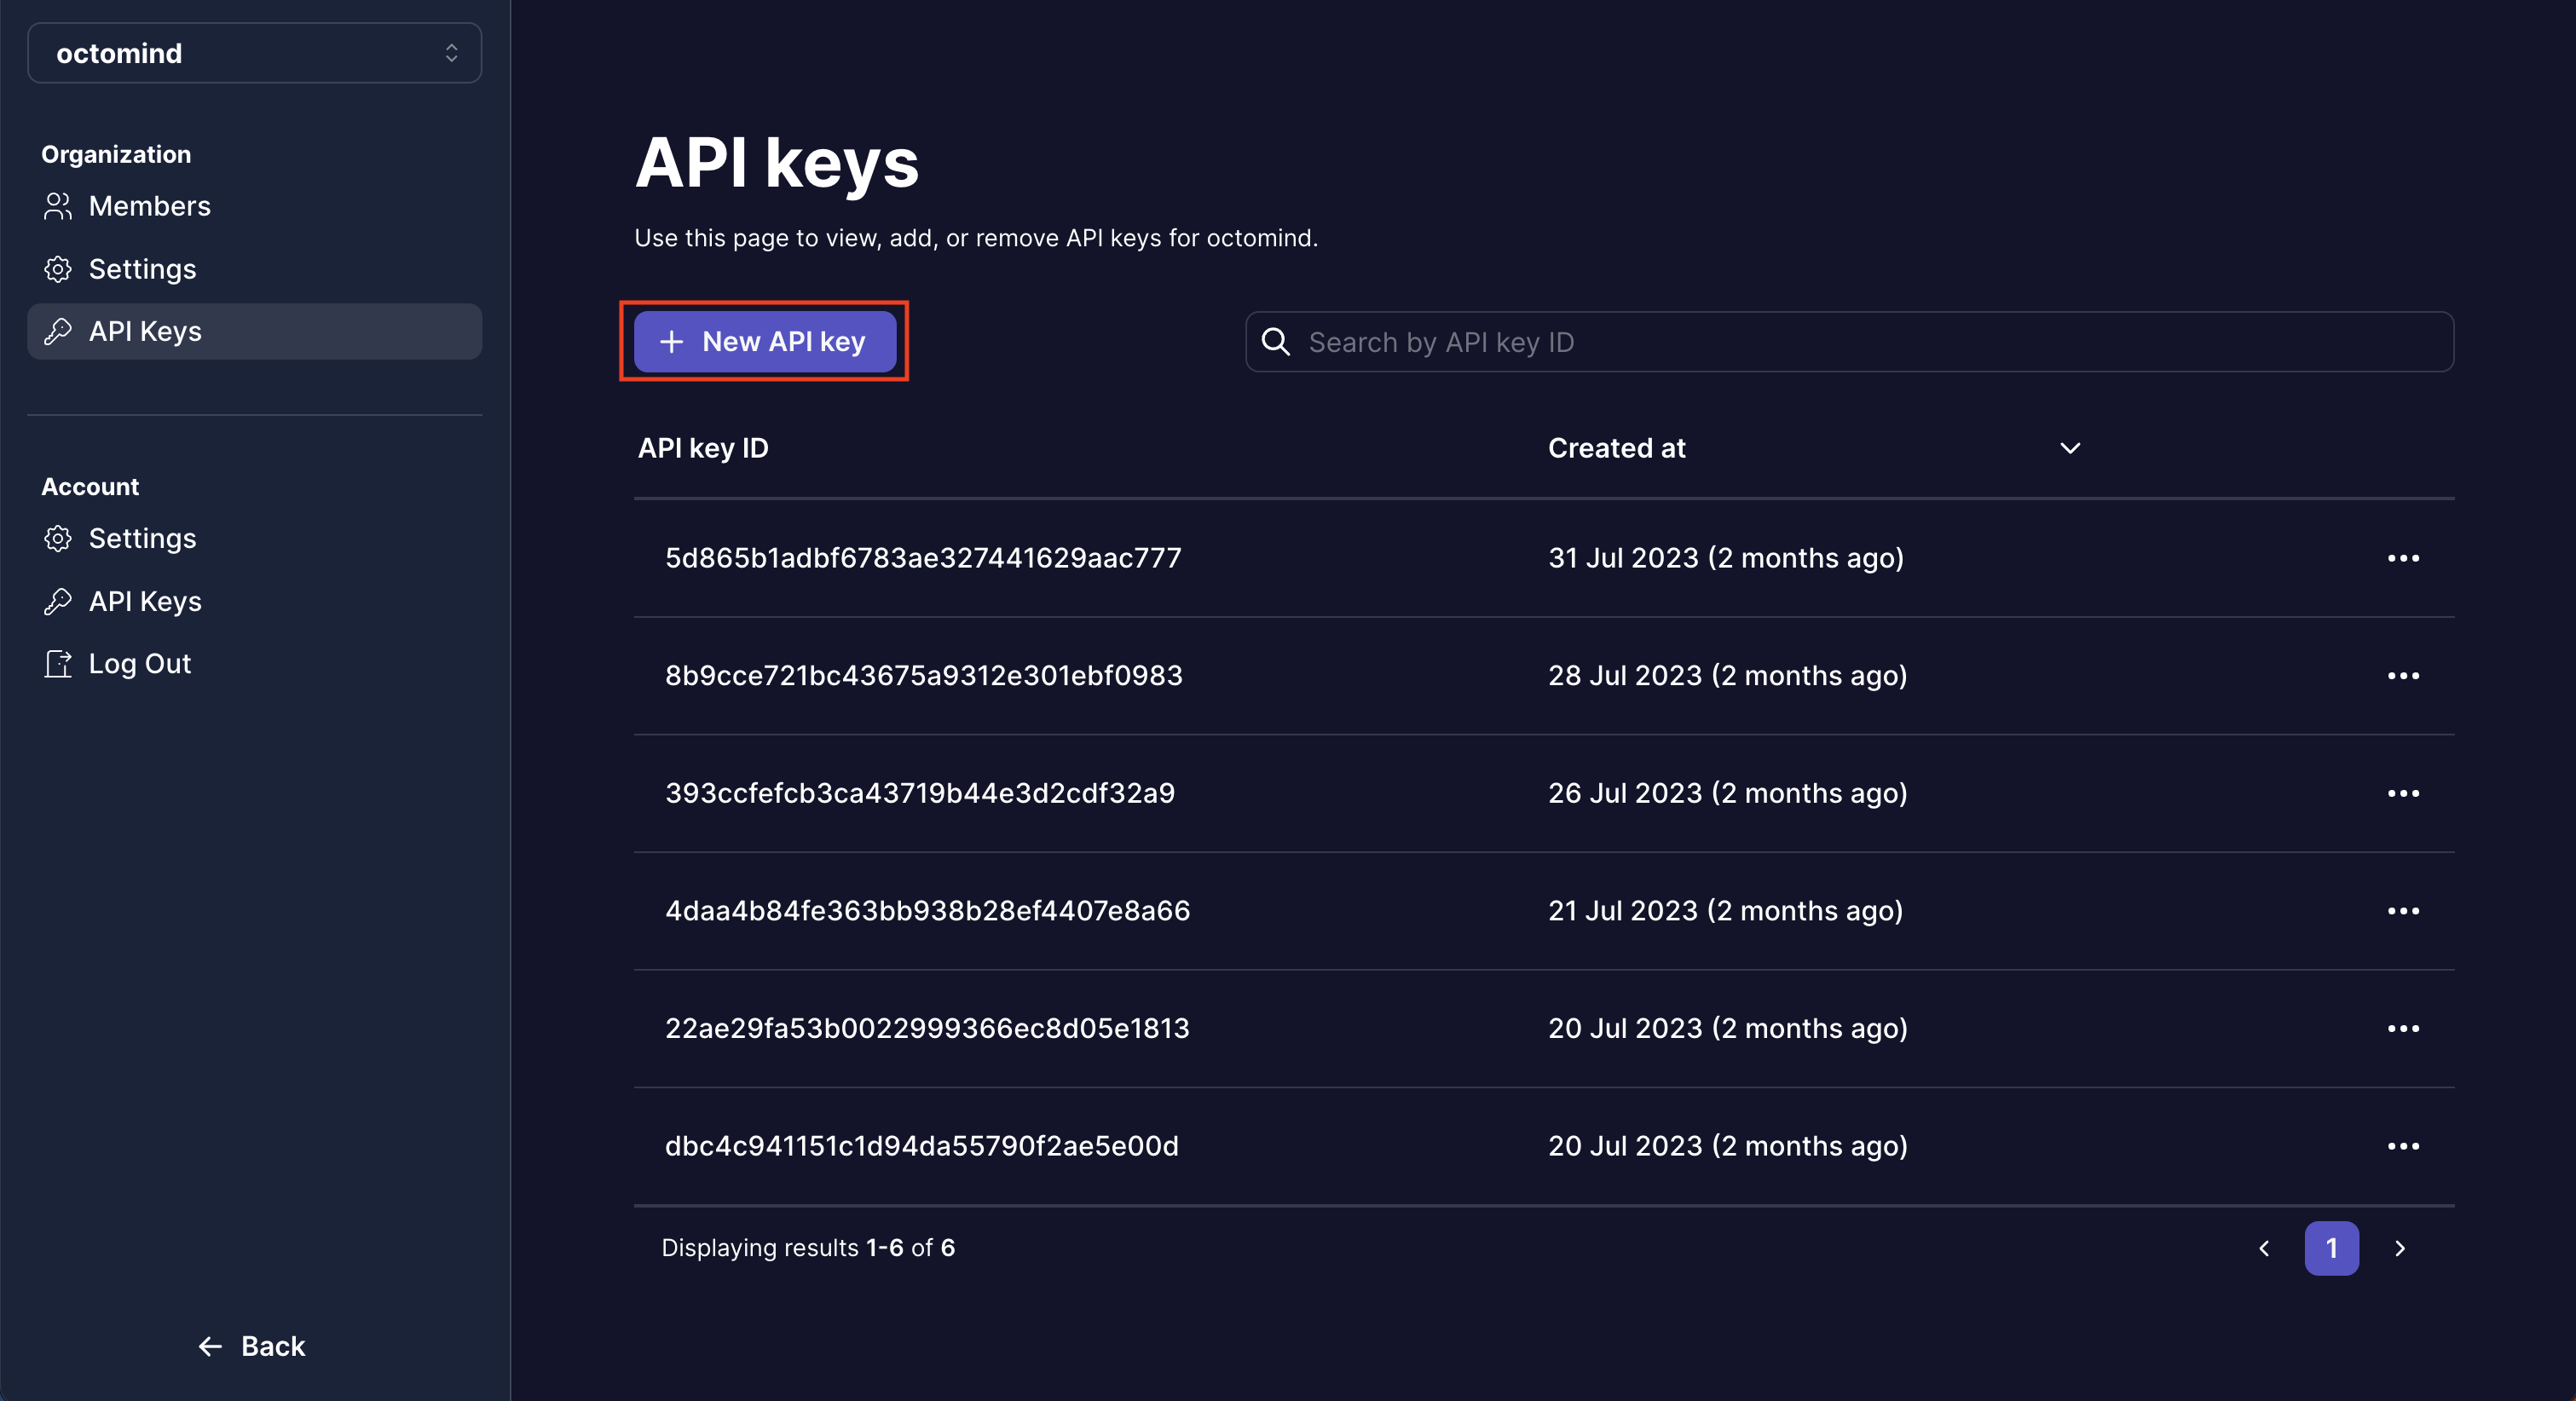 octomind
Organization
Members
Settings
API Keys
Account
Settings
API Keys
Log Out
Back
API keys
Use this page to view, add, or remove API keys for octomind.
New API key
Search by API key ID
API key ID Created at
5d865b1adbf6783ae327441629aac777 31 Jul 2023 (2 months ago)
8b9cce721bc43675a9312e301ebf0983 28 Jul 2023 (2 months ago)
393ccfefcb3ca43719b44e3d2cdf32a9 26 Jul 2023 (2 months ago)
4daa4b84fe363bb938b28ef4407e8a66 21 Jul 2023 (2 months ago)
22ae29fa53b0022999366ec8d05e1813 20 Jul 2023 (2 months ago)
dbc4c941151c1d94da55790f2ae5e00d 20 Jul 2023 (2 months ago)
Displaying results 1-6 of 6 1